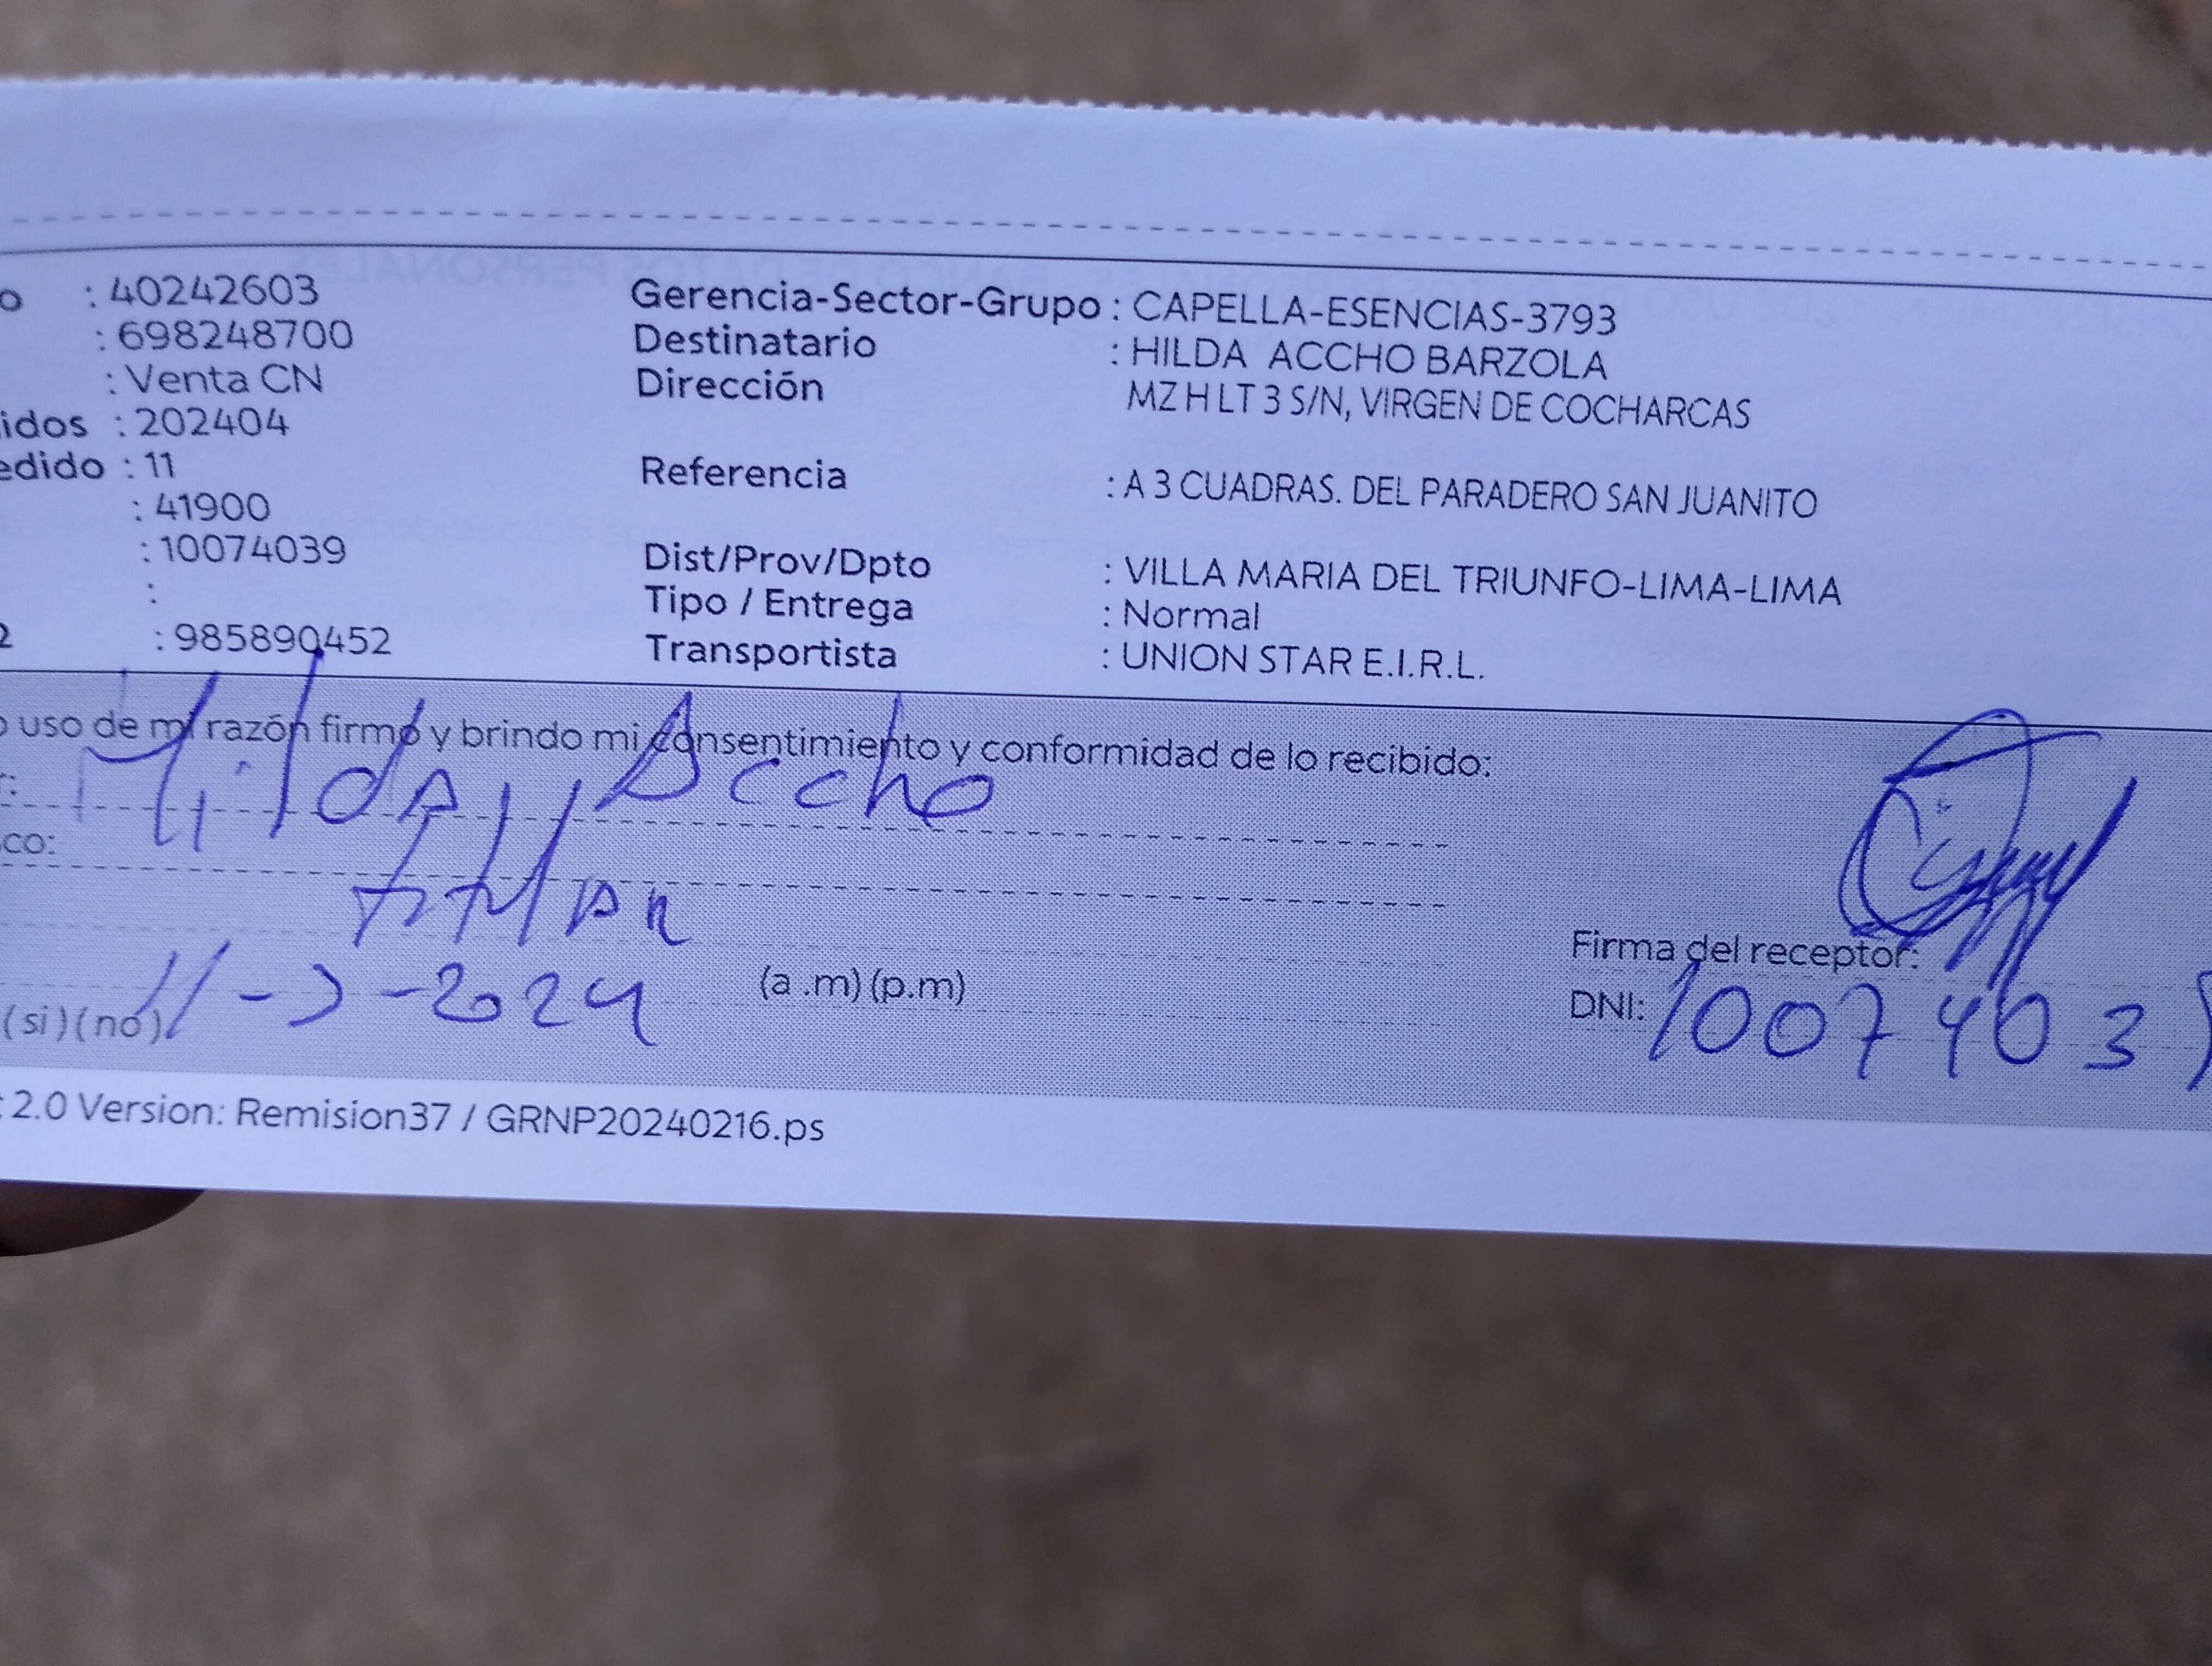 o : 40242603
: 698248700
: Venta CN
idos : 202404
edido : 11
: 41900
: 10074039
:
2 : 985890452
Gerencia-Sector-Grupo : CAPELLA-ESENCIAS-3793
Destinatario : HILDA ACCHO BARZOLA
Dirección MZ H LT 3 S/N, VIRGEN DE COCHARCAS
Referencia : A 3 CUADRAS. DEL PARADERO SAN JUANITO
Dist/Prov/Dpto : VILLA MARIA DEL TRIUNFO-LIMA-LIMA
Tipo / Entrega : Normal
Transportista : UNION STAR E.I.R.L.
o uso de mi razón firmo y brindo mi consentimiento y conformidad de lo recibido:
r: Hilda Accho
co:
titular
11-3-2024 (a .m) (p.m)
(si) (no)
Firma del receptor:
DNI: 1007403
: 2.0 Version: Remision37 / GRNP20240216.ps